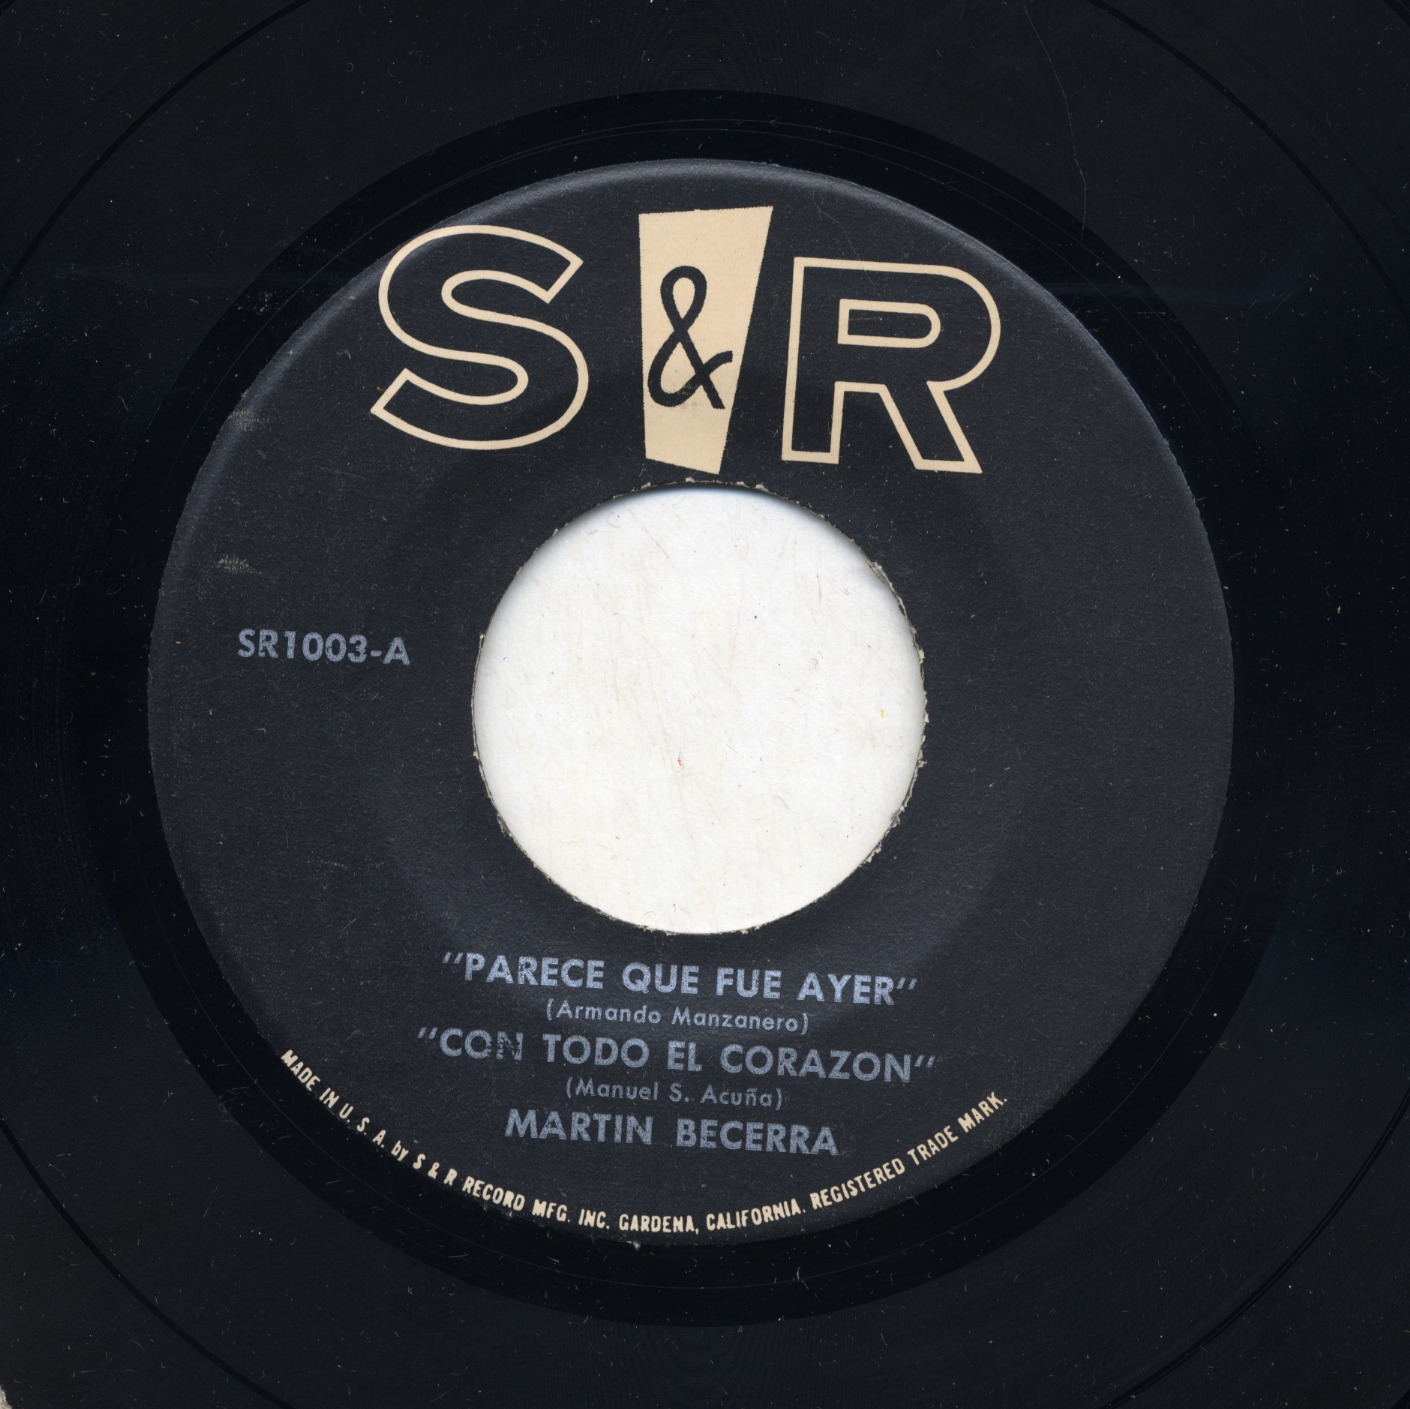 S & R
SR1003-A
"PARECE QUE FUE AYER"
(Armando Manzanero)
"CON TODO EL CORAZON"
(Manuel S. Acuña)
MARTIN BECERRA
MADE IN U.S.A. by S & R RECORD MFG. INC. GARDENA, CALIFORNIA. REGISTERED TRADE MARK.